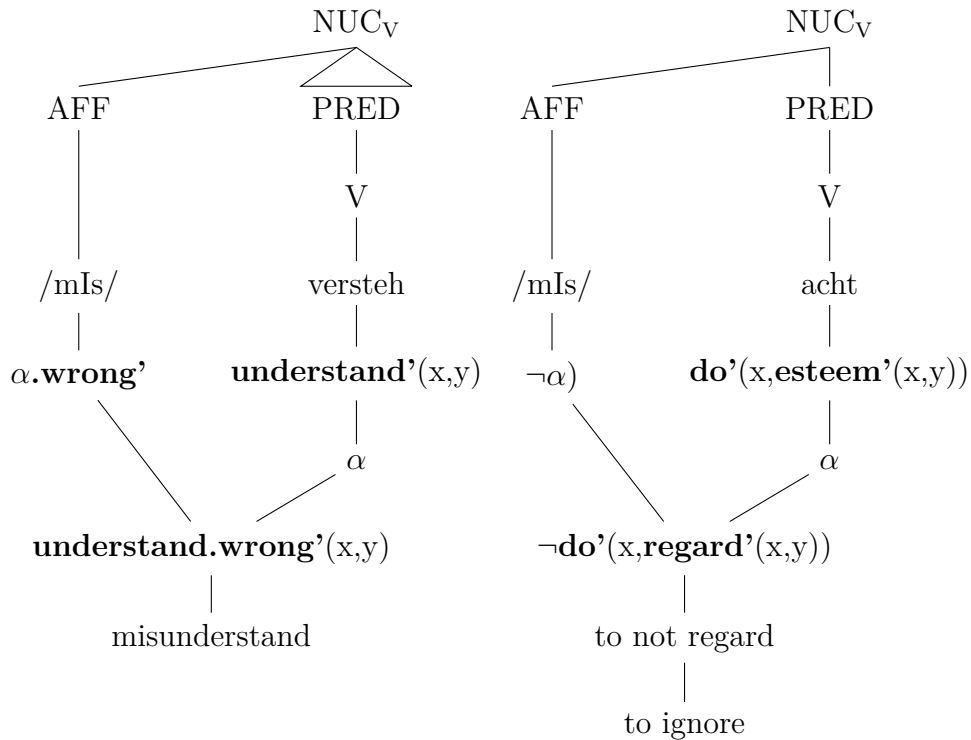 NUC_V NUC_V
AFF PRED AFF PRED
V V
/mIs/ versteh /mIs/ acht
α.wrong’ understand’(x,y) ¬α) do’(x,esteem’(x,y))
α α
understand.wrong’(x,y) ¬do’(x,regard’(x,y))
misunderstand to not regard
to ignore